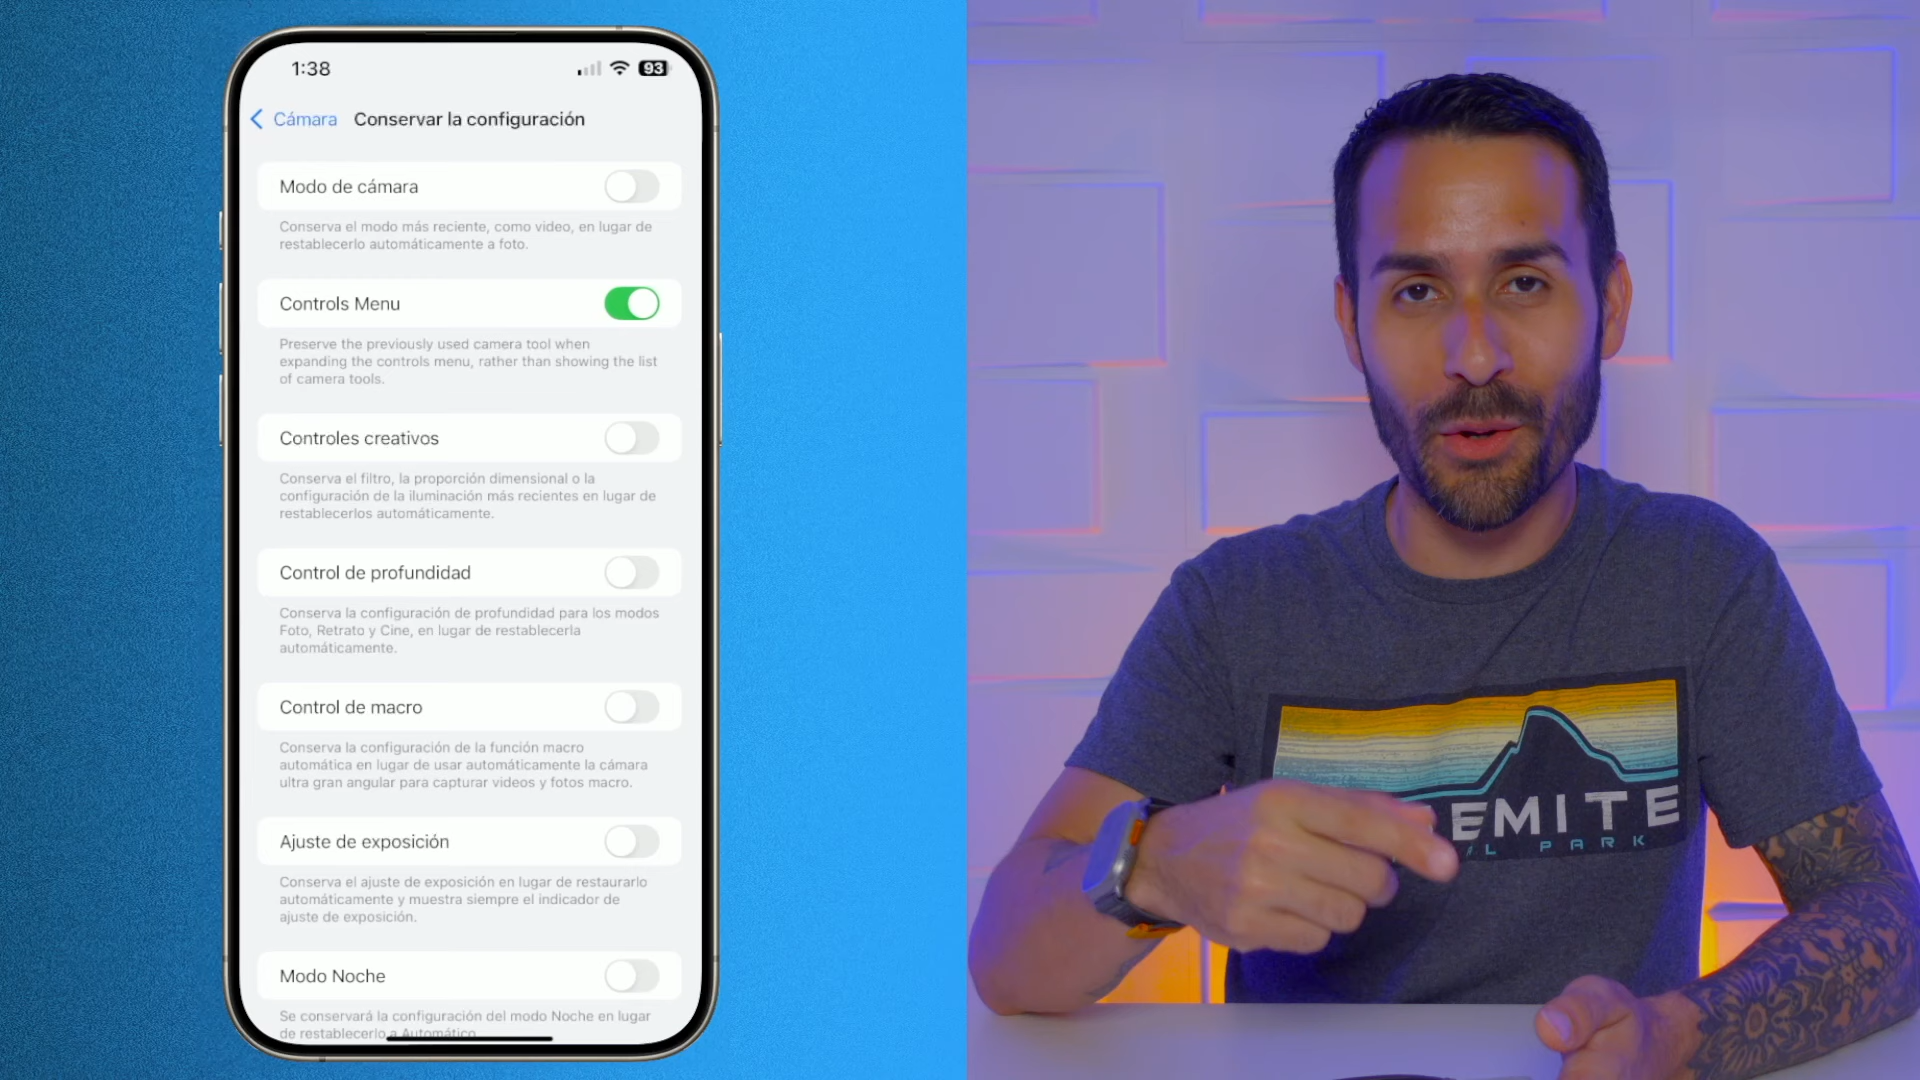 1:38
93
Cámara
Conservar la configuración
Modo de cámara
Conserva el modo más reciente, como video, en lugar de
restablecerlo automáticamente a foto.
Controls Menu
Preserve the previously used camera tool when
expanding the controls menu, rather than showing the list
of camera tools.
Controles creativos
Conserva el filtro, la proporción dimensional o la
configuración de la iluminación más recientes en lugar de
restablecerlos automáticamente.
Control de profundidad
Conserva la configuración de profundidad para los modos
Foto, Retrato y Cine, en lugar de restablecerla
automáticamente.
Control de macro
Conserva la configuración de la función macro
automática en lugar de usar automáticamente la cámara
ultra gran angular para capturar videos y fotos macro.
Ajuste de exposición
Conserva el ajuste de exposición en lugar de restaurarlo
automáticamente y muestra siempre el indicador de
ajuste de exposición.
Modo Noche
Se conservará la configuración del modo Noche en lugar
de restablecerlo a Automático.
EMITE
L PARK